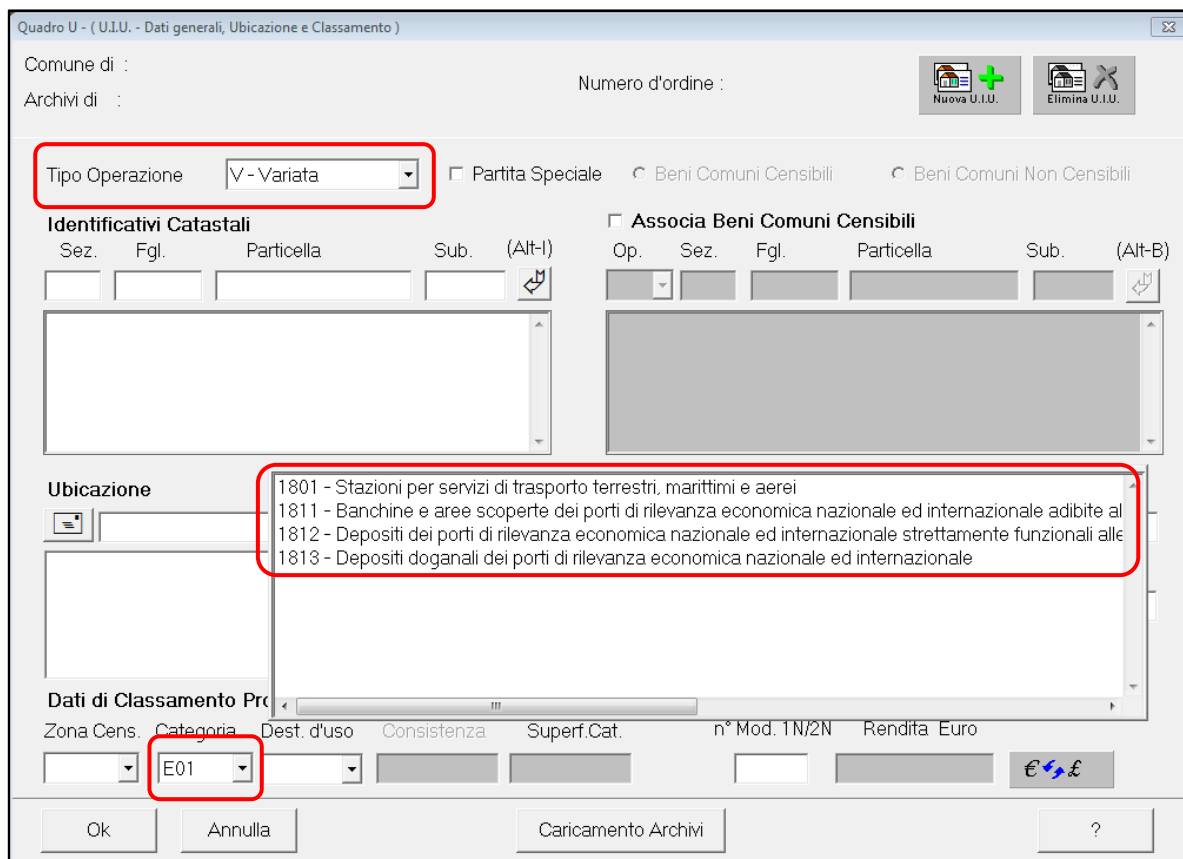 Quadro U - ( U.I.U. - Dati generali, Ubicazione e Classamento )
Comune di :
Numero d'ordine :
Archivi di :
Nuova U.I.U.
Elimina U.I.U.
Tipo Operazione V - Variata Partita Speciale Beni Comuni Censibili Beni Comuni Non Censibili
Identificativi Catastali
Associa Beni Comuni Censibili
Sez. Fgl. Particella Sub. (Alt-I)
Op. Sez. Fgl. Particella Sub. (Alt-B)
Ubicazione
1801 - Stazioni per servizi di trasporto terrestri, marittimi e aerei
1811 - Banchine e aree scoperte dei porti di rilevanza economica nazionale ed internazionale adibite al
1812 - Depositi dei porti di rilevanza economica nazionale ed internazionale strettamente funzionali alle
1813 - Depositi doganali dei porti di rilevanza economica nazionale ed internazionale
Dati di Classamento Pro
Zona Cens. Categoria Dest. d'uso Consistenza Superf.Cat. n° Mod. 1N/2N Rendita Euro
E01
€ £
Ok Annulla Caricamento Archivi ?